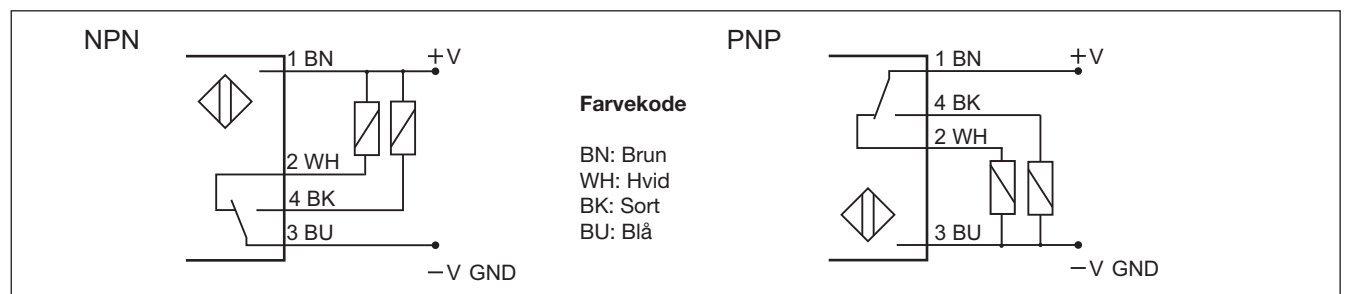 NPN
1 BN
+V
2 WH
4 BK
3 BU
−V GND
Farvekode
BN: Brun
WH: Hvid
BK: Sort
BU: Blå
PNP
1 BN
+V
4 BK
2 WH
3 BU
−V GND